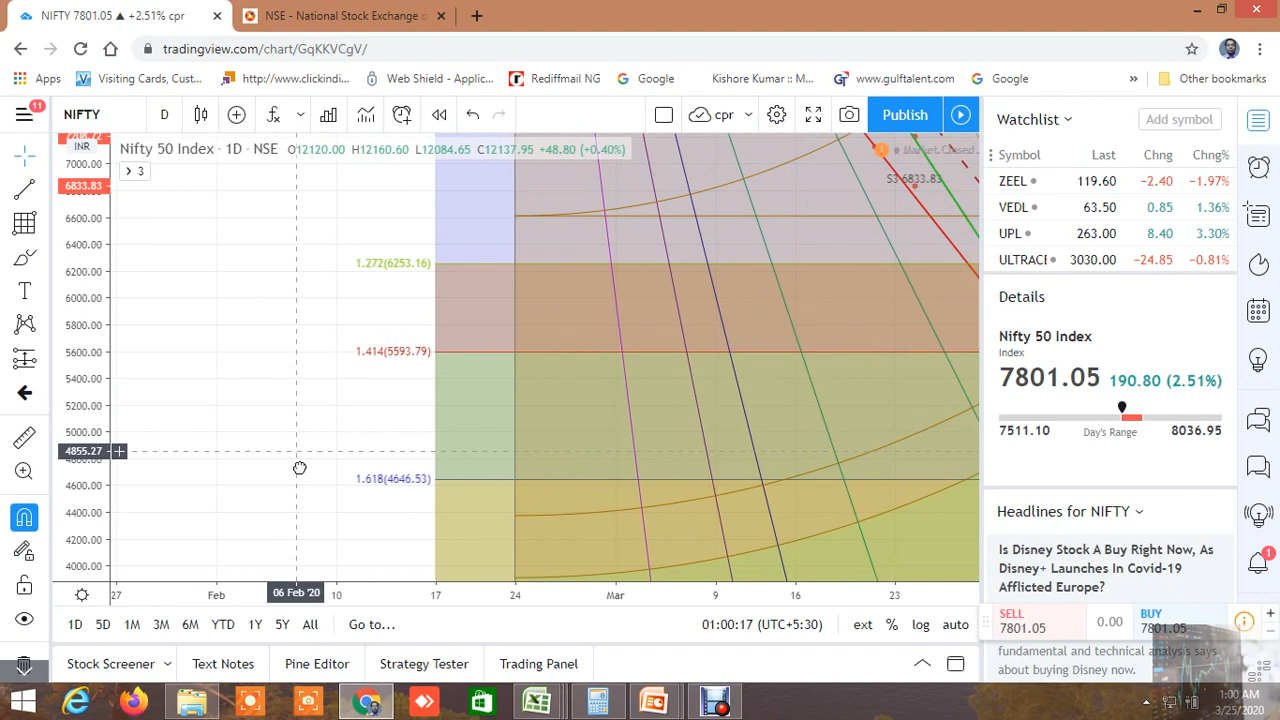 NIFTY 7801.05 ▲ +2.51% cpr
NSE - National Stock Exchange o
tradingview.com/chart/GqKKVCgV/
Apps Visiting Cards, Cust... http://www.clickindi... Web Shield - Applic... Rediffmail NG Google Kishore Kumar :: M... www.gulftalent.com Google » Other bookmarks
11
NIFTY D cpr Publish
Watchlist Add symbol
INR
Nifty 50 Index · 1D · NSE O12120.00 H12160.60 L12084.65 C12137.95 +48.80 (+0.40%)
Market Closed
3
Symbol Last Chng Chng%
ZEEL 119.60 −2.40 −1.97%
VEDL 63.50 0.85 1.36%
UPL 263.00 8.40 3.30%
ULTRACI 3030.00 −24.85 −0.81%
7000.00
6833.83
S3 6833.83
6600.00
6400.00
6200.00
6000.00
5800.00
5600.00
5400.00
5200.00
5000.00
4855.27
4600.00
4400.00
4200.00
4000.00
1.272(6253.16)
1.414(5593.79)
1.618(4646.53)
Details
Nifty 50 Index
Index
7801.05 190.80 (2.51%)
7511.10 Day's Range 8036.95
Headlines for NIFTY
Is Disney Stock A Buy Right Now, As
Disney+ Launches In Covid-19
Afflicted Europe?
1
SELL
7801.05
0.00
BUY
7801.05
fundamental and technical analysis says
about buying Disney now.
27 Feb 06 Feb '20 10 17 24 Mar 9 16 23
1D 5D 1M 3M 6M YTD 1Y 5Y All Go to... 01:00:17 (UTC+5:30) ext % log auto
Stock Screener Text Notes Pine Editor Strategy Tester Trading Panel
1:00 AM
3/25/2020